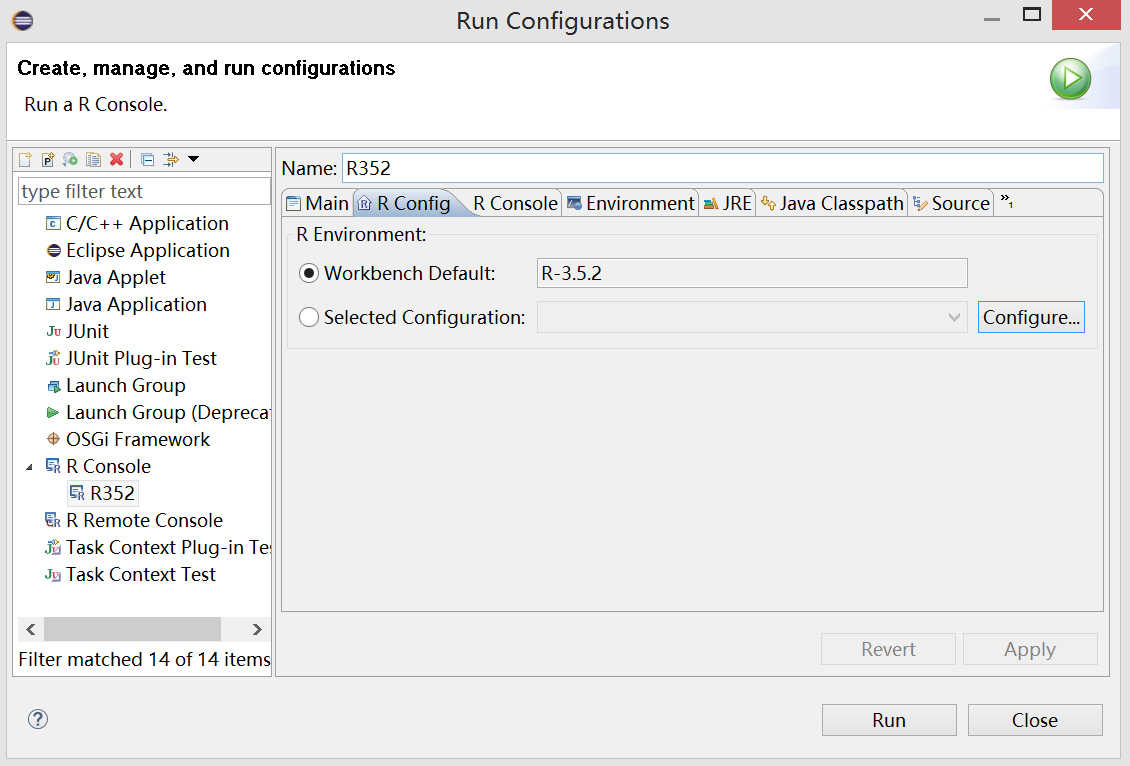 Run Configurations
Create, manage, and run configurations
Run a R Console.
type filter text
C/C++ Application
Eclipse Application
Java Applet
Java Application
JUnit
JUnit Plug-in Test
Launch Group
Launch Group (Depreca
OSGi Framework
R Console
R352
R Remote Console
Task Context Plug-in Te
Task Context Test
Filter matched 14 of 14 items
Name: R352
Main R Config R Console Environment JRE Java Classpath Source »1
R Environment:
Workbench Default: R-3.5.2
Selected Configuration: Configure...
Revert Apply
Run Close